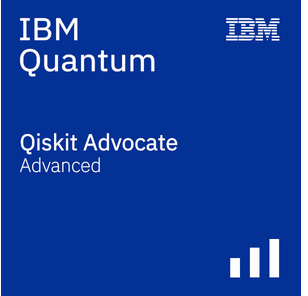 IBM
IBM
Quantum
Qiskit Advocate
Advanced